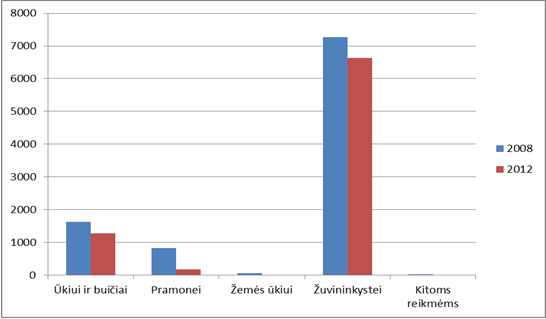 8000
7000
6000
5000
4000
3000
2000
1000
0
Ūkiui ir buičiai
Pramonei
Žemės ūkiui
Žuvininkystei
Kitoms
reikmėms
2008
2012